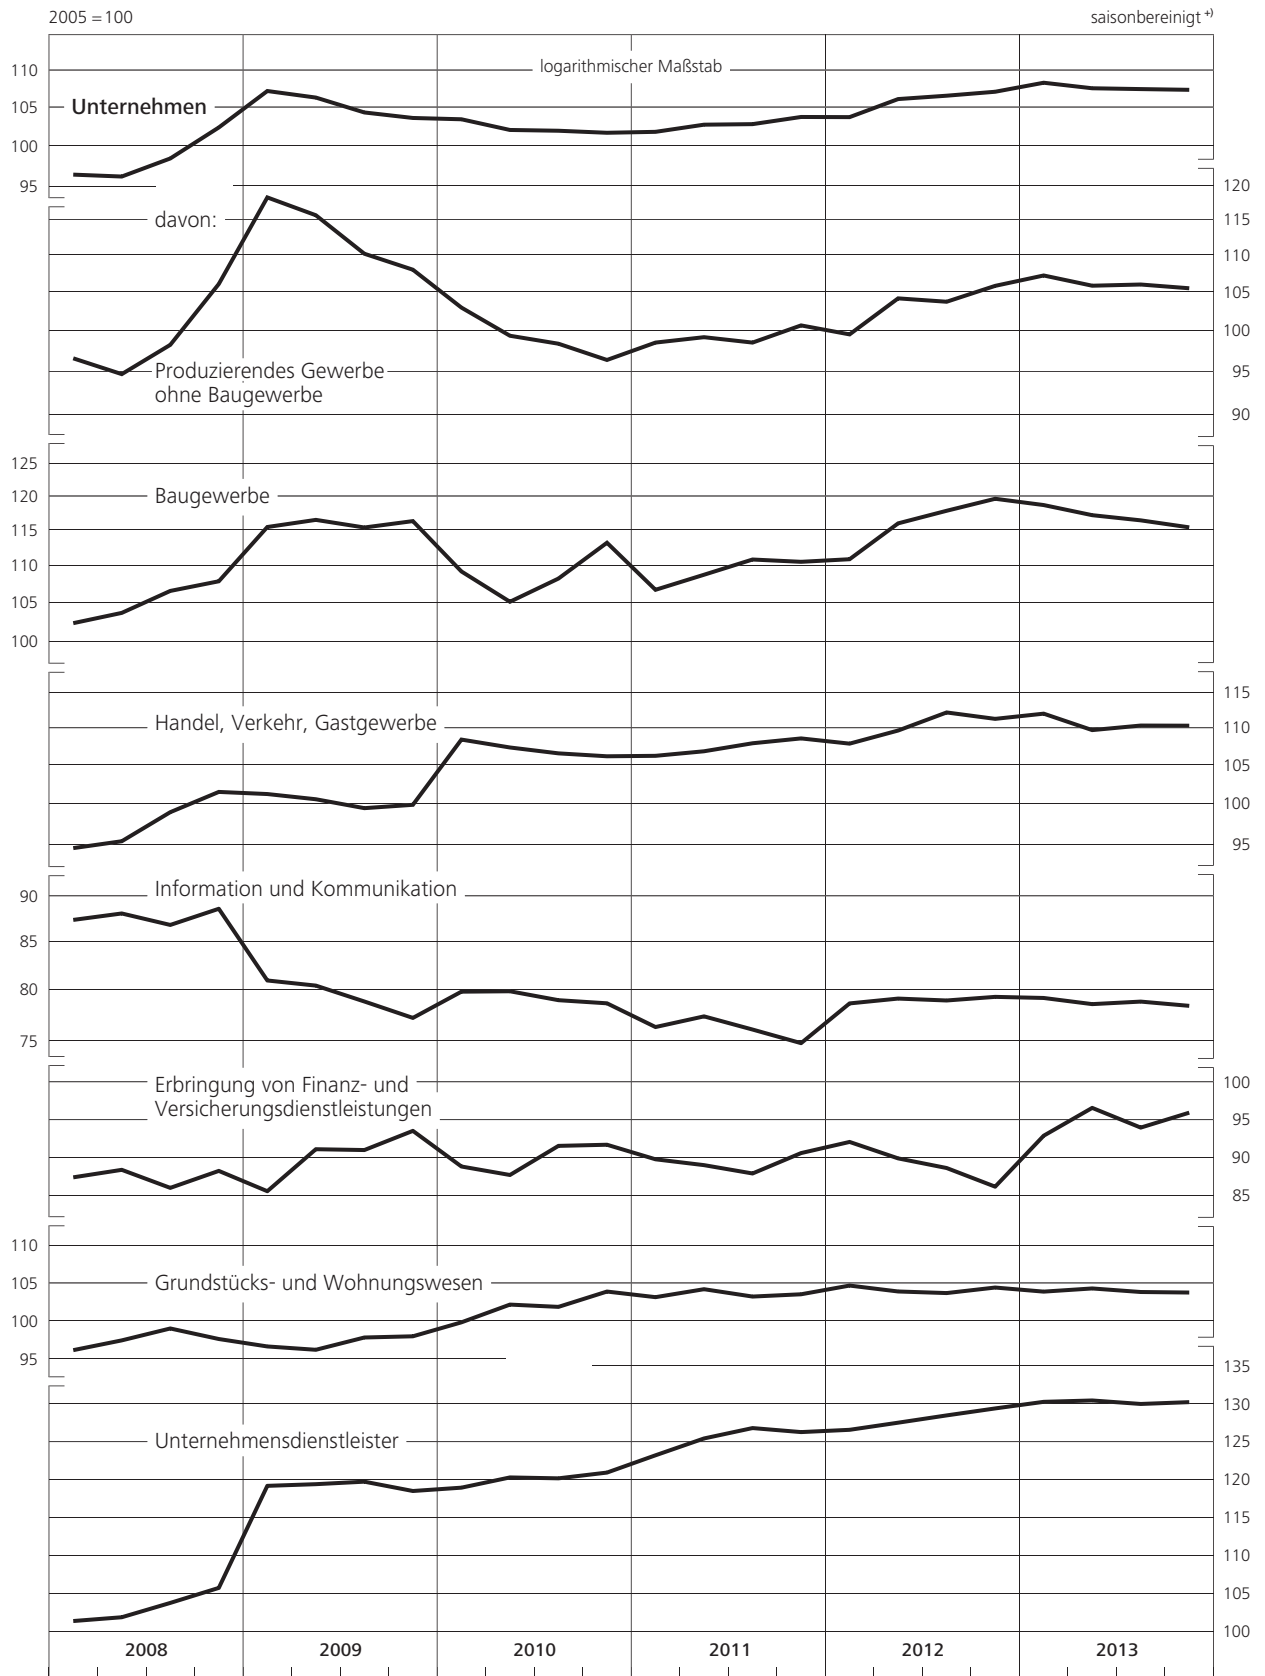 2005 = 100
saisonbereinigt +)
logarithmischer Maßstab
110
Unternehmen
105
100
95
120
davon:
115
110
105
100
Produzierendes Gewerbe
95
ohne Baugewerbe
90
125
Baugewerbe
120
115
110
105
100
115
Handel, Verkehr, Gastgewerbe
110
105
100
95
Information und Kommunikation
90
85
80
75
Erbringung von Finanz- und
100
Versicherungsdienstleistungen
95
90
85
110
Grundstücks- und Wohnungswesen
105
100
95
135
130
Unternehmensdienstleister
125
120
115
110
105
100
2008 2009 2010 2011 2012 2013